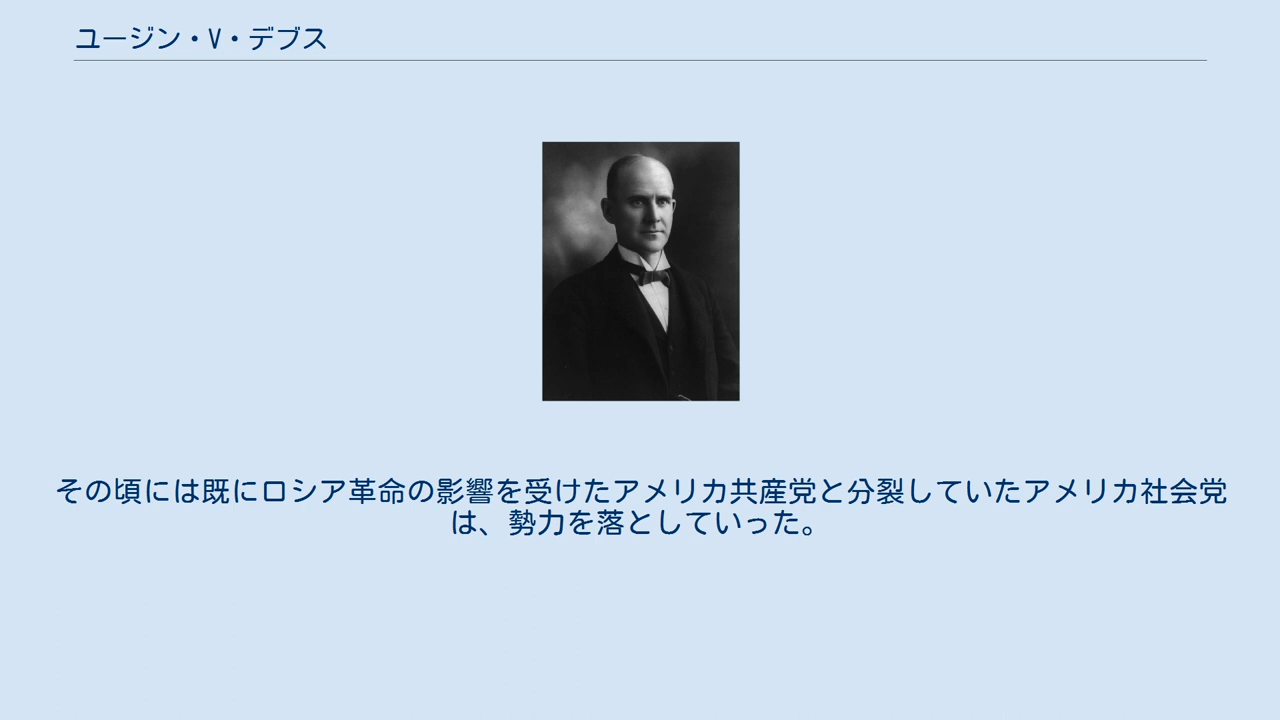 ユージン・V・デブス
その頃には既にロシア革命の影響を受けたアメリカ共産党と分裂していたアメリカ社会党
は、勢力を落としていった。